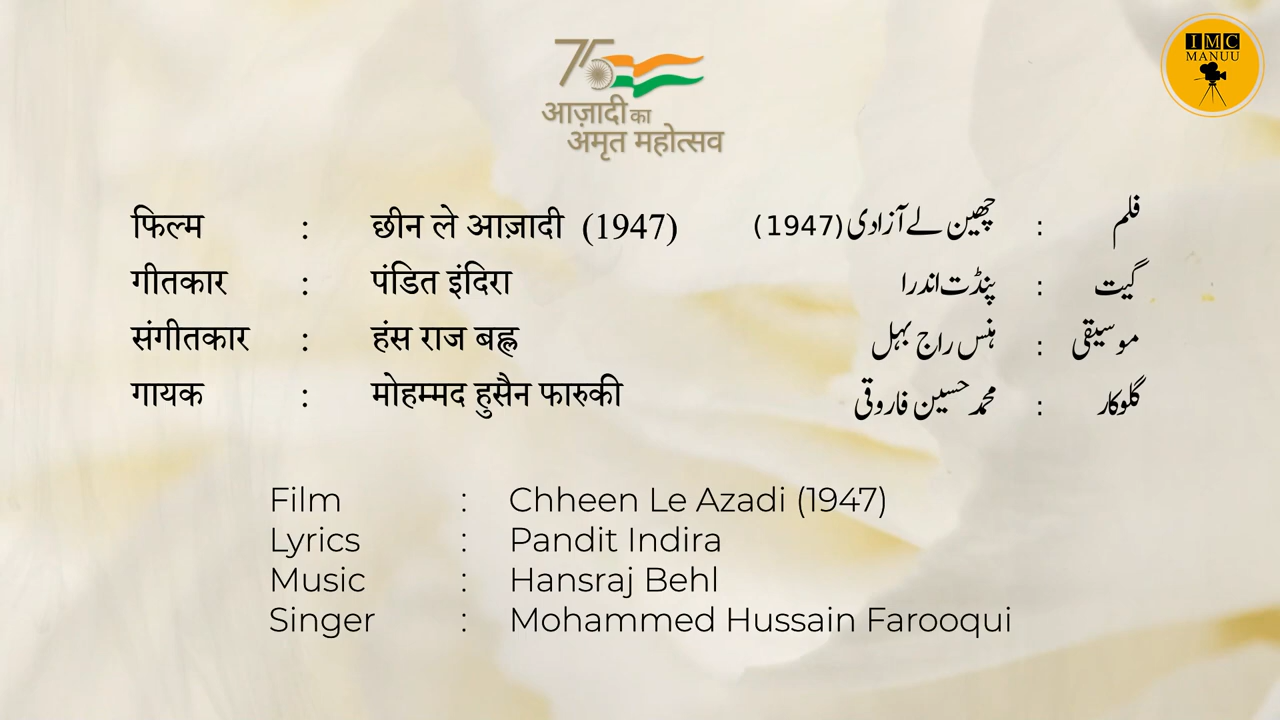 75
आज़ादी का
अमृत महोत्सव
IMC
MANUU
फिल्म : छीन ले आज़ादी (1947)
गीतकार : पंडित इंदिरा
संगीतकार : हंस राज बह्ल
गायक : मोहम्मद हुसैन फारुकी
فلم : چھین لے آزادی (1947)
گیت : پنڈت اندرا
موسیقی : ہنس راج بہل
گلوکار : محمد حسین فاروقی
Film : Chheen Le Azadi (1947)
Lyrics : Pandit Indira
Music : Hansraj Behl
Singer : Mohammed Hussain Farooqui